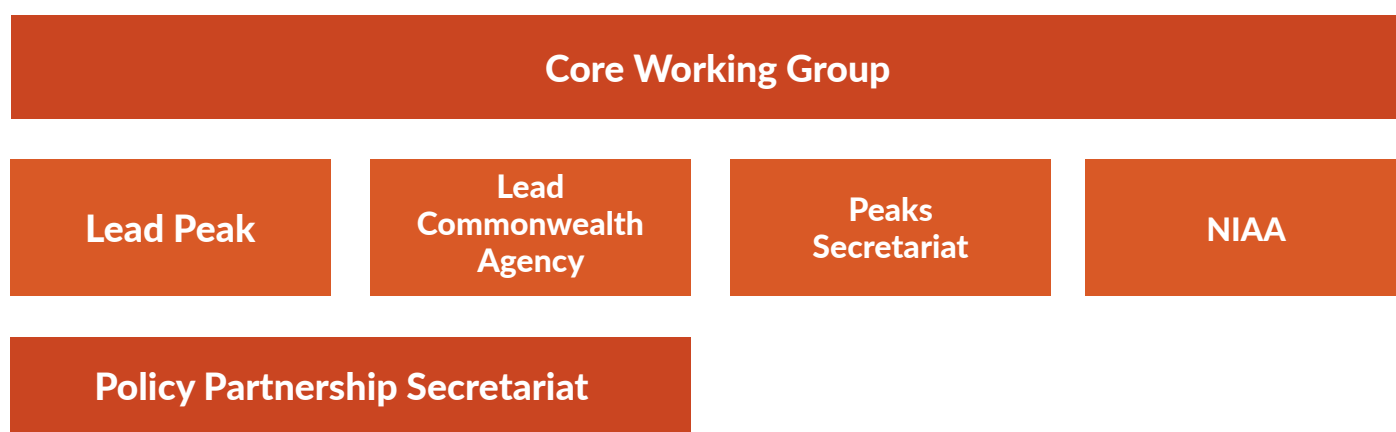 Core Working Group
Lead Peak
Lead
Commonwealth
Agency
Peaks
Secretariat
NIAA
Policy Partnership Secretariat